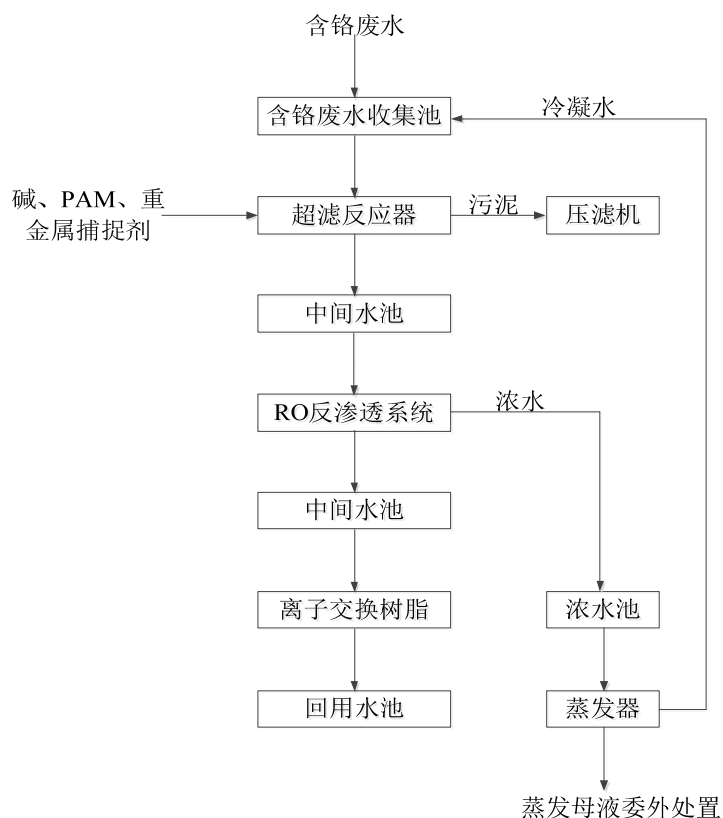 含铬废水
含铬废水收集池
冷凝水
碱、PAM、重
金属捕捉剂
超滤反应器
污泥
压滤机
中间水池
RO反渗透系统
浓水
中间水池
离子交换树脂
浓水池
回用水池
蒸发器
蒸发母液委外处置